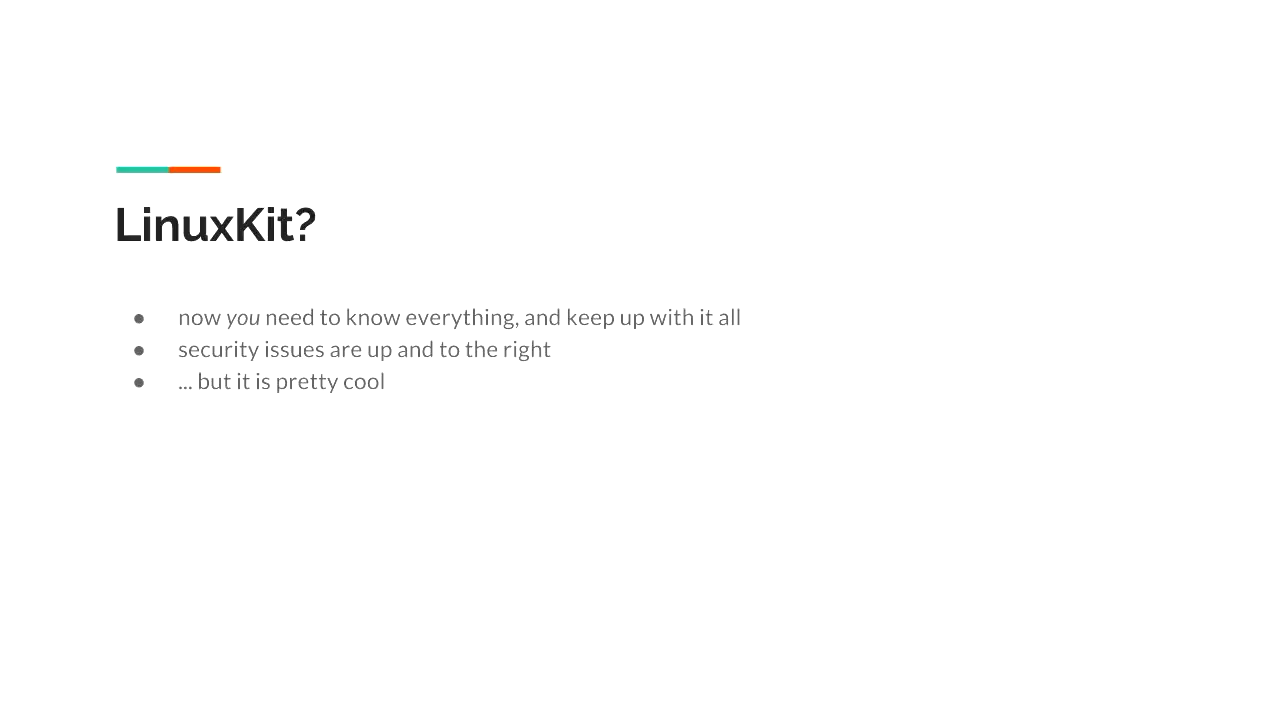 LinuxKit?
● now you need to know everything, and keep up with it all
● security issues are up and to the right
● ... but it is pretty cool